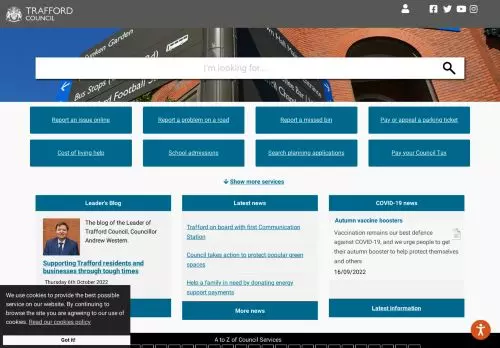 TRAFFORD
COUNCIL
I'm looking for...
Report an issue online
Report a problem on a road
Report a missed bin
Pay or appeal a parking ticket
Cost of living help
School admissions
Search planning applications
Pay your Council Tax
Show more services
Leader's Blog
The blog of the Leader of
Trafford Council, Councillor
Andrew Western.
Supporting Trafford residents and
businesses through tough times
Thursday 6th October 2022
Latest news
Trafford on board with first Communication
Station
Council takes action to protect popular green
spaces
Help a family in need by donating energy
support payments
More news
COVID-19 news
Autumn vaccine boosters
Vaccination remains our best defence
against COVID-19, and we urge people to get
their autumn booster to help protect themselves
and others
16/09/2022
Latest information
We use cookies to provide the best possible
service on our website. By continuing to
browse the site you are agreeing to our use of
cookies. Read our cookies policy
Got it!
A to Z of Council Services